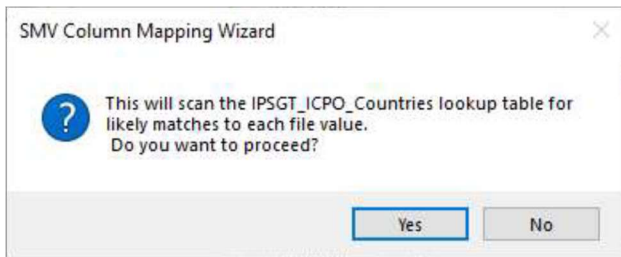 SMV Column Mapping Wizard
This will scan the IPSGT_ICPO_Countries lookup table for
likely matches to each file value.
Do you want to proceed?
Yes No